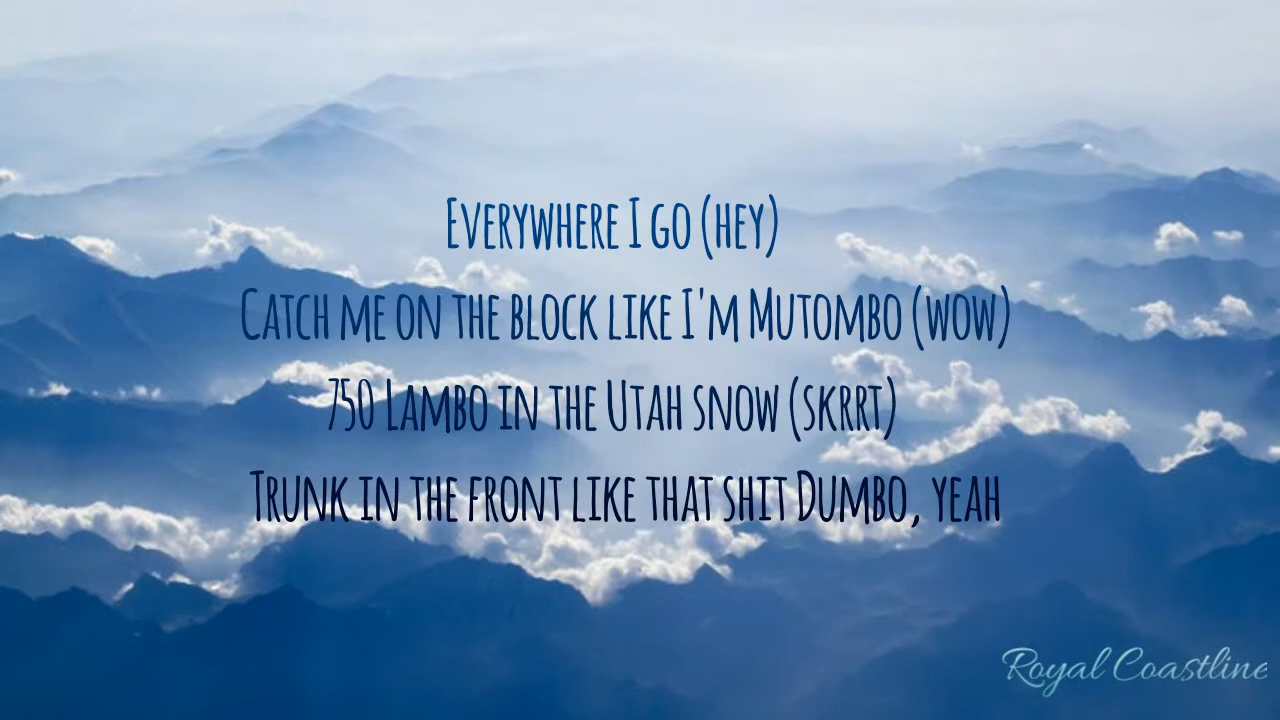 Everywhere I go (hey)
Catch me on the block like I'm Mutombo (wow)
750 Lambo in the Utah snow (skrrt)
Trunk in the front like that shit Dumbo, yeah
Royal Coastline